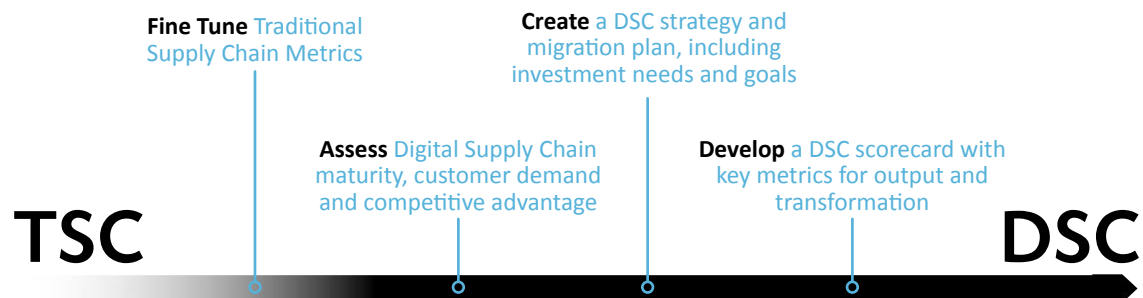 Fine Tune Traditional
Supply Chain Metrics
Create a DSC strategy and
migration plan, including
investment needs and goals
Assess Digital Supply Chain
maturity, customer demand
and competitive advantage
Develop a DSC scorecard with
key metrics for output and
transformation
TSC
DSC